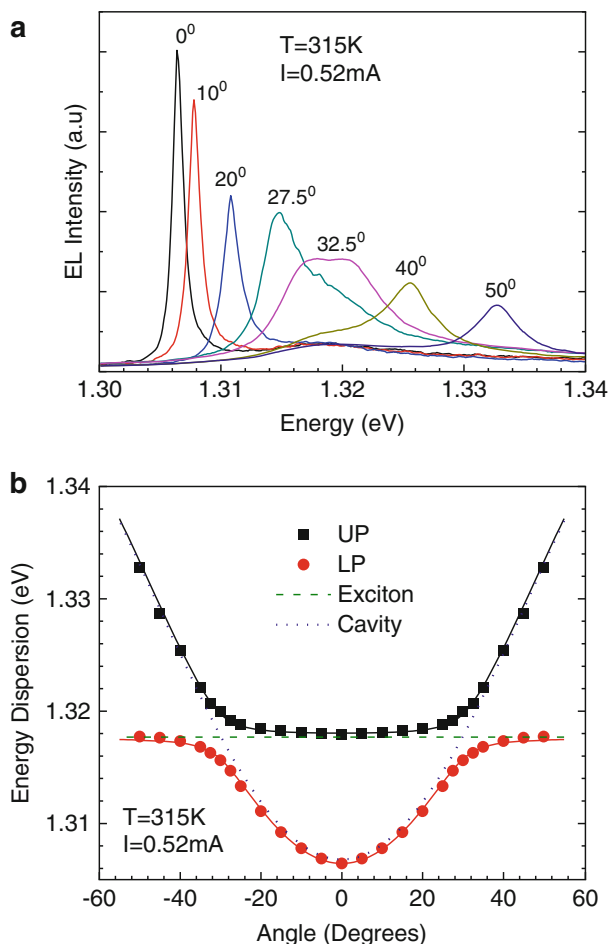 a
T=315K
I=0.52mA
0⁰
10⁰
20⁰
27.5⁰
32.5⁰
40⁰
50⁰
EL Intensity (a.u)
1.30 1.31 1.32 1.33 1.34
Energy (eV)
b
1.34
1.33
1.32
1.31
Energy Dispersion (eV)
UP
LP
Exciton
Cavity
T=315K
I=0.52mA
-60 -40 -20 0 20 40 60
Angle (Degrees)